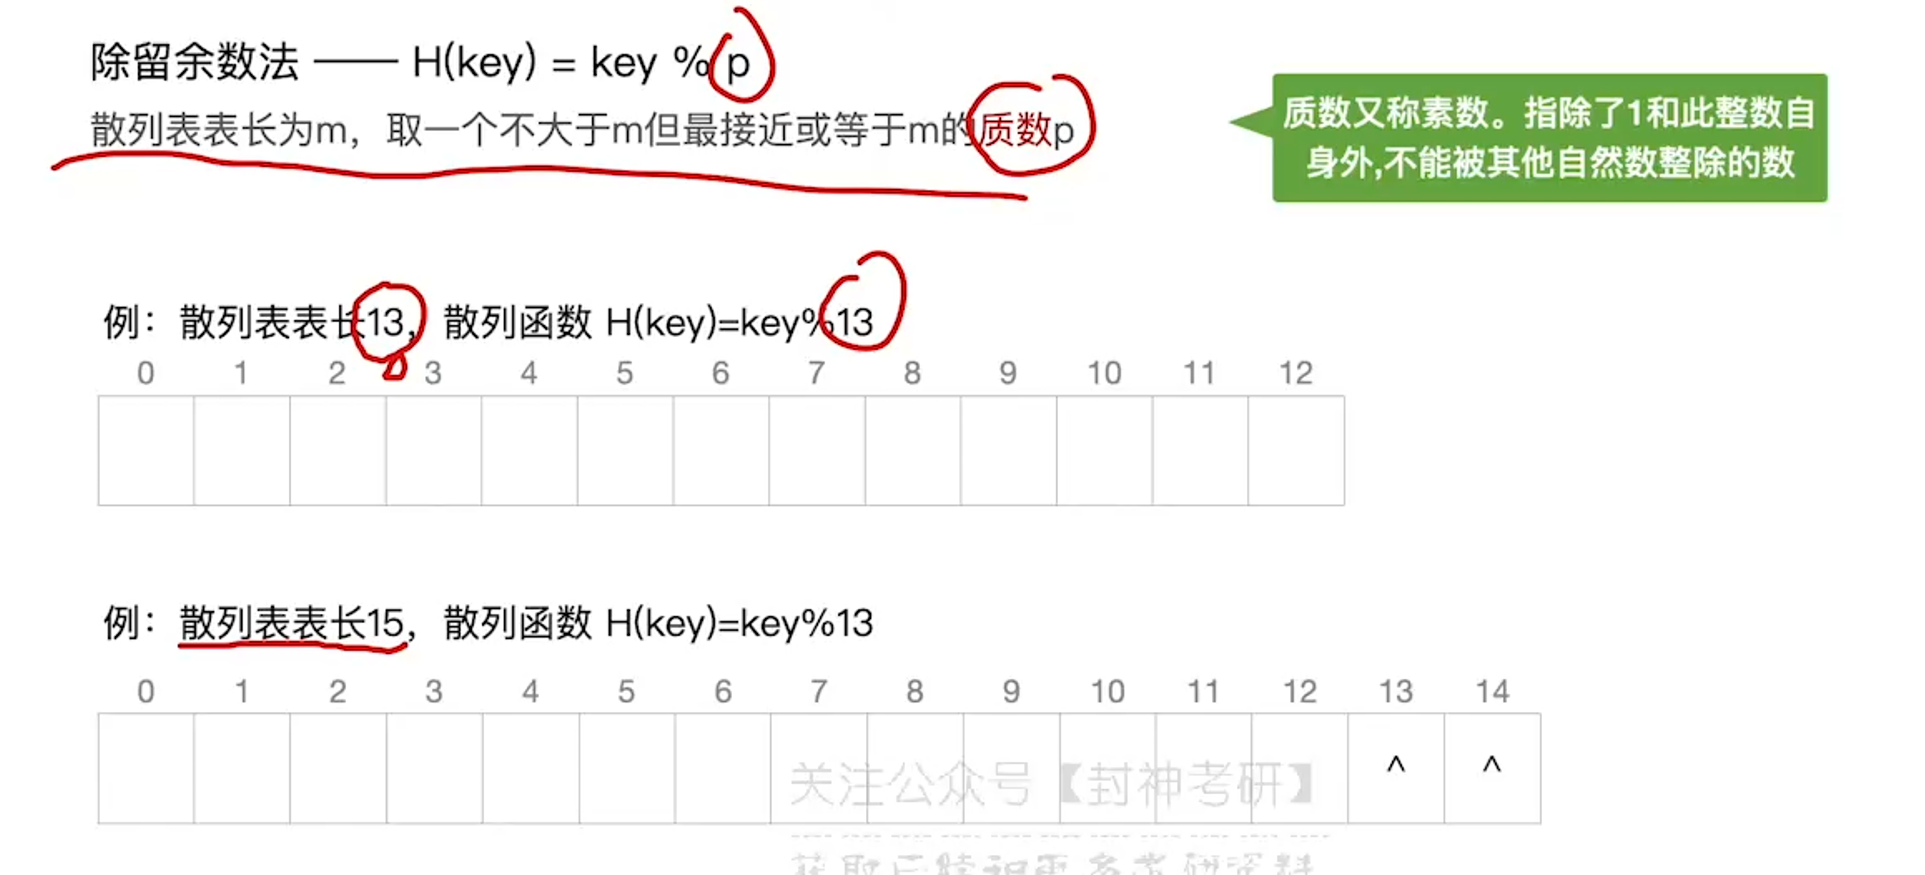 除留余数法 —— H(key) = key % p
散列表表长为m，取一个不大于m但最接近或等于m的质数p
质数又称素数。指除了1和此整数自
身外,不能被其他自然数整除的数
例：散列表表长13，散列函数 H(key)=key%13
0 1 2 3 4 5 6 7 8 9 10 11 12
例：散列表表长15，散列函数 H(key)=key%13
0 1 2 3 4 5 6 7 8 9 10 11 12 13 14
^ ^
关注公众号【封神考研】